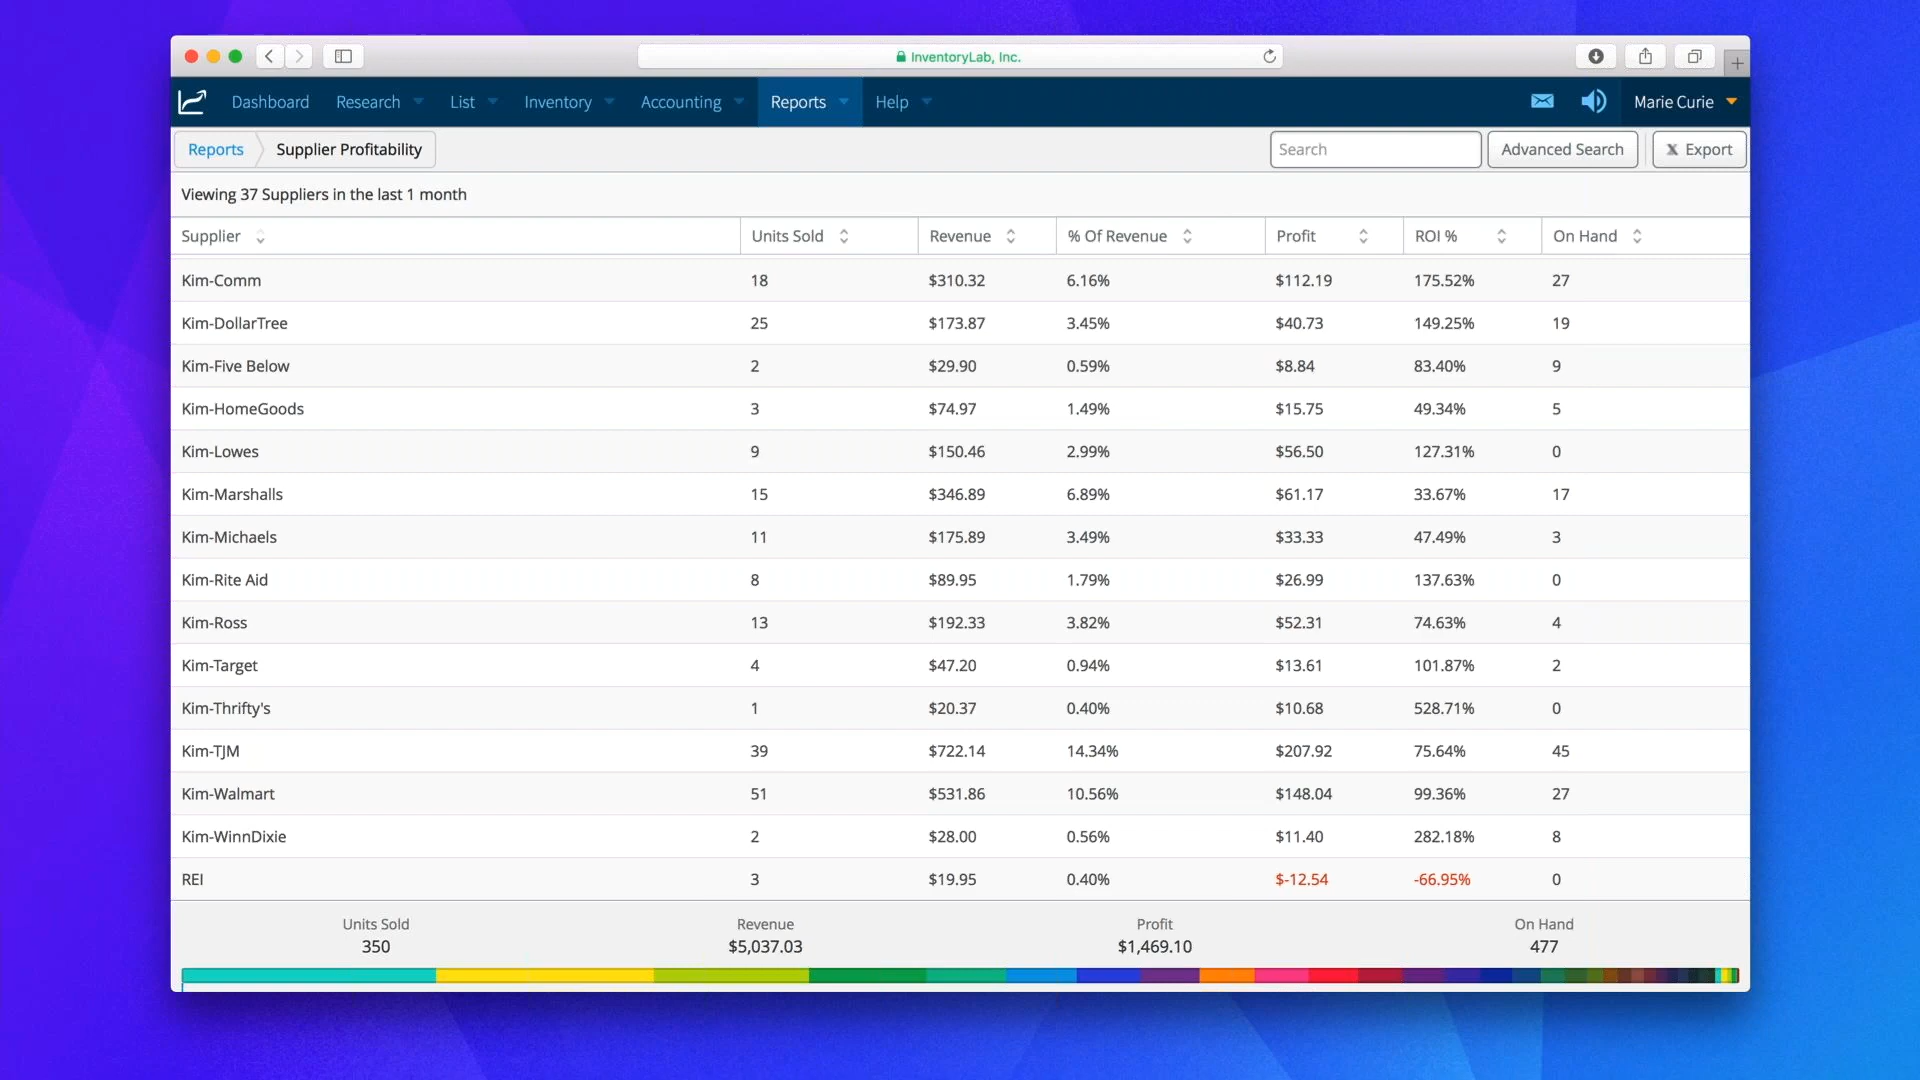 InventoryLab, Inc.
Dashboard Research List Inventory Accounting Reports Help Marie Curie
Reports Supplier Profitability Search Advanced Search Export
Viewing 37 Suppliers in the last 1 month
Supplier Units Sold Revenue % Of Revenue Profit ROI % On Hand
Kim-Comm 18 $310.32 6.16% $112.19 175.52% 27
Kim-DollarTree 25 $173.87 3.45% $40.73 149.25% 19
Kim-Five Below 2 $29.90 0.59% $8.84 83.40% 9
Kim-HomeGoods 3 $74.97 1.49% $15.75 49.34% 5
Kim-Lowes 9 $150.46 2.99% $56.50 127.31% 0
Kim-Marshalls 15 $346.89 6.89% $61.17 33.67% 17
Kim-Michaels 11 $175.89 3.49% $33.33 47.49% 3
Kim-Rite Aid 8 $89.95 1.79% $26.99 137.63% 0
Kim-Ross 13 $192.33 3.82% $52.31 74.63% 4
Kim-Target 4 $47.20 0.94% $13.61 101.87% 2
Kim-Thrifty's 1 $20.37 0.40% $10.68 528.71% 0
Kim-TJM 39 $722.14 14.34% $207.92 75.64% 45
Kim-Walmart 51 $531.86 10.56% $148.04 99.36% 27
Kim-WinnDixie 2 $28.00 0.56% $11.40 282.18% 8
REI 3 $19.95 0.40% $-12.54 -66.95% 0
Units Sold Revenue Profit On Hand
350 $5,037.03 $1,469.10 477